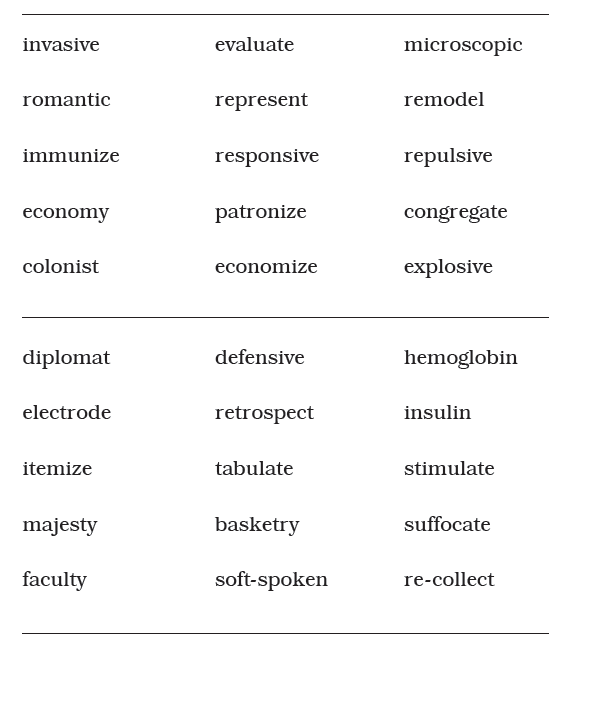 invasive evaluate microscopic
romantic represent remodel
immunize responsive repulsive
economy patronize congregate
colonist economize explosive
diplomat defensive hemoglobin
electrode retrospect insulin
itemize tabulate stimulate
majesty basketry suffocate
faculty soft-spoken re-collect